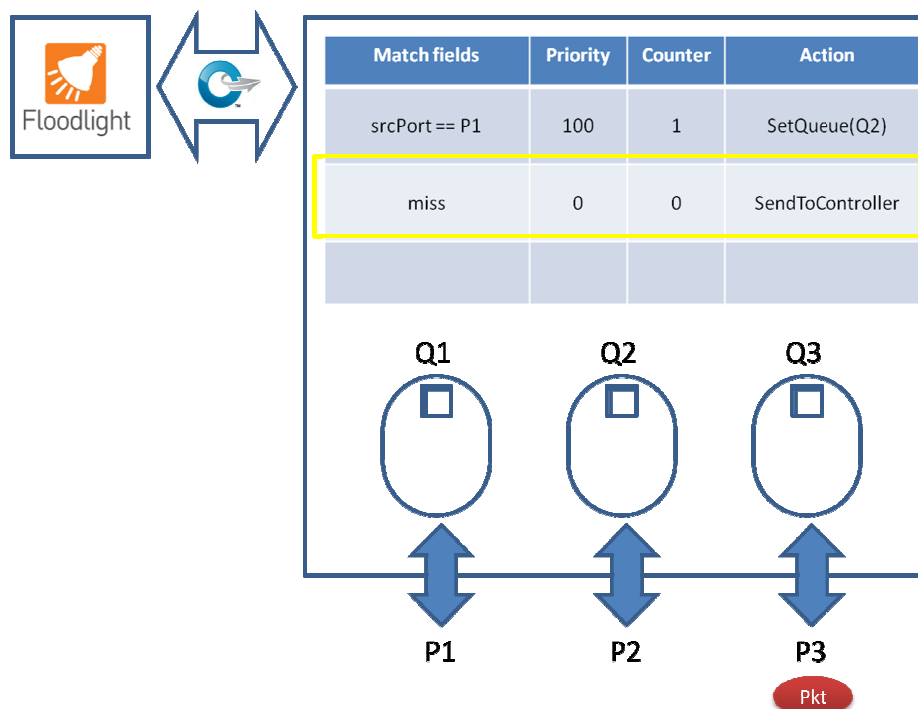 Floodlight
Match fields Priority Counter Action
srcPort == P1 100 1 SetQueue(Q2)
miss 0 0 SendToController
Q1 Q2 Q3
P1 P2 P3
Pkt